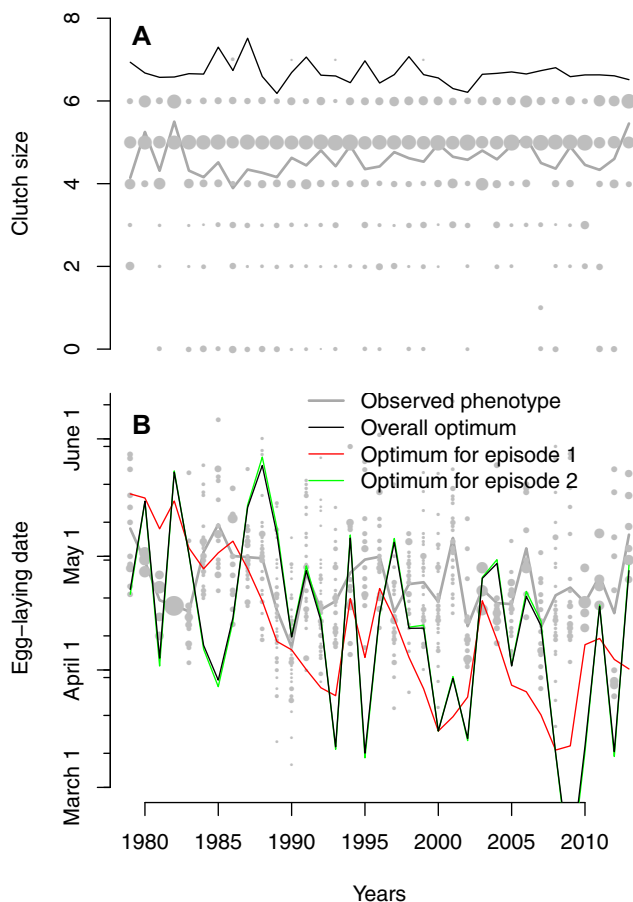 A
8
6
4
2
0
Clutch size
B
Observed phenotype
Overall optimum
Optimum for episode 1
Optimum for episode 2
June 1
May 1
April 1
March 1
Egg−laying date
1980 1985 1990 1995 2000 2005 2010
Years